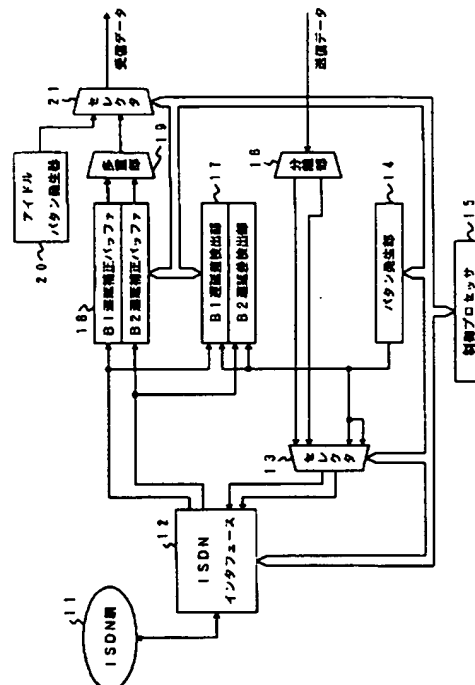 11
ISDN網
12
ISDN
インタフェース
13
セレクタ
18
B1遅延補正バッファ
B2遅延補正バッファ
17
B1遅延差検出部
B2遅延差検出部
16
分離部
14
パタン発生部
15
制御プロセッサ
20
アイドル
パタン発生器
19
多重部
21
セレクタ
受信データ
送信データ